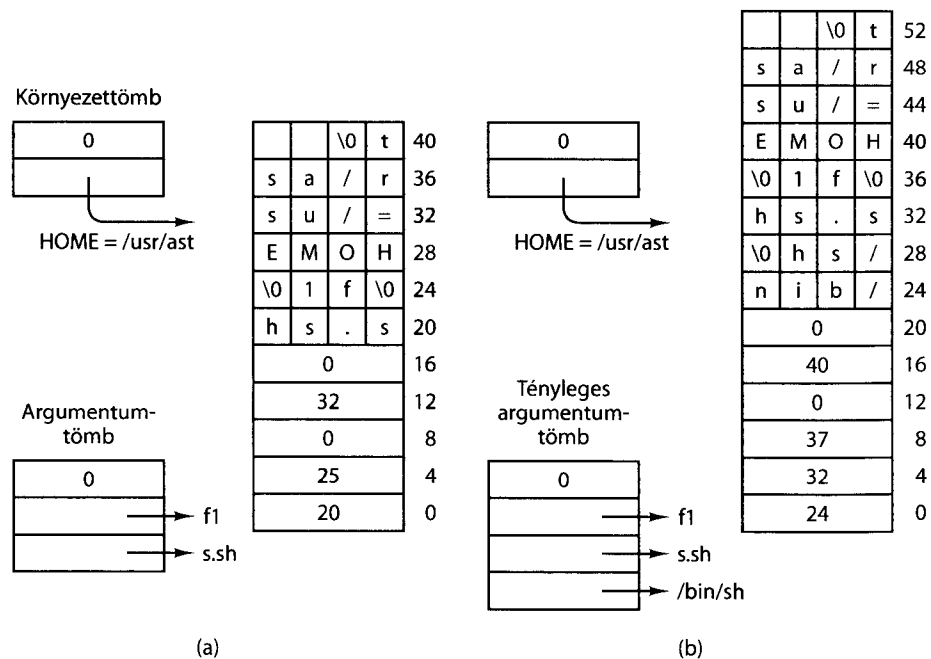 Környezettömb
0
HOME = /usr/ast
\0 t 40
s a / r 36
s u / = 32
E M O H 28
\0 1 f \0 24
h s . s 20
0 16
32 12
0 8
25 4
20 0
Argumentum-
tömb
0
f1
s.sh
(a)
0
HOME = /usr/ast
\0 t 52
s a / r 48
s u / = 44
E M O H 40
\0 1 f \0 36
h s . s 32
\0 h s / 28
n i b / 24
0 20
40 16
0 12
37 8
32 4
24 0
Tényleges
argumentum-
tömb
0
f1
s.sh
/bin/sh
(b)